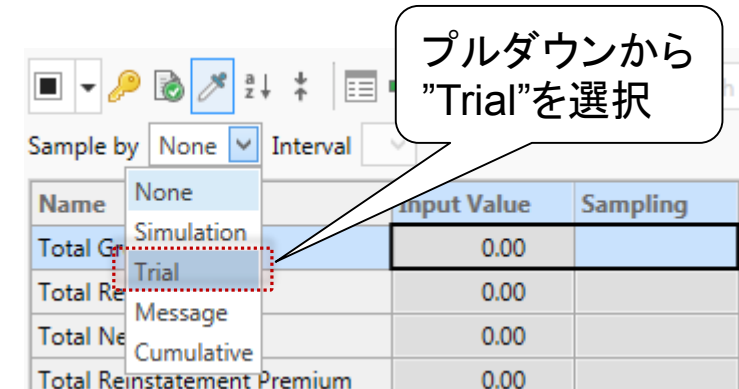 プルダウンから
”Trial”を選択
Sample by None Interval
Name Input Value Sampling
None
Simulation
Trial
Message
Cumulative
Total Gr 0.00
Total Re 0.00
Total Ne 0.00
Total Reinstatement Premium 0.00